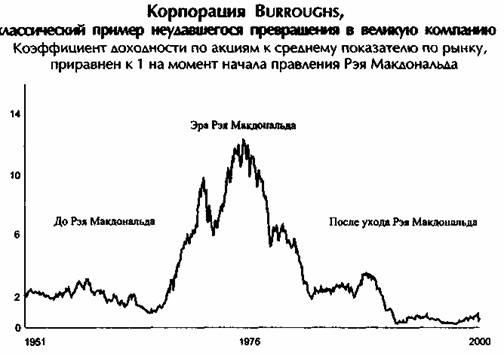 Корпорация BURROUGHS,
классический пример неудавшегося превращения в великую компанию
Коэффициент доходности по акциям к среднему показателю по рынку,
приравнен к 1 на момент начала правления Рэя Макдональда
14
Эра Рэя Макдональда
10
До Рэя Макдональда
После ухода Рэя Макдональда
6
2
0
1951
1976
2000